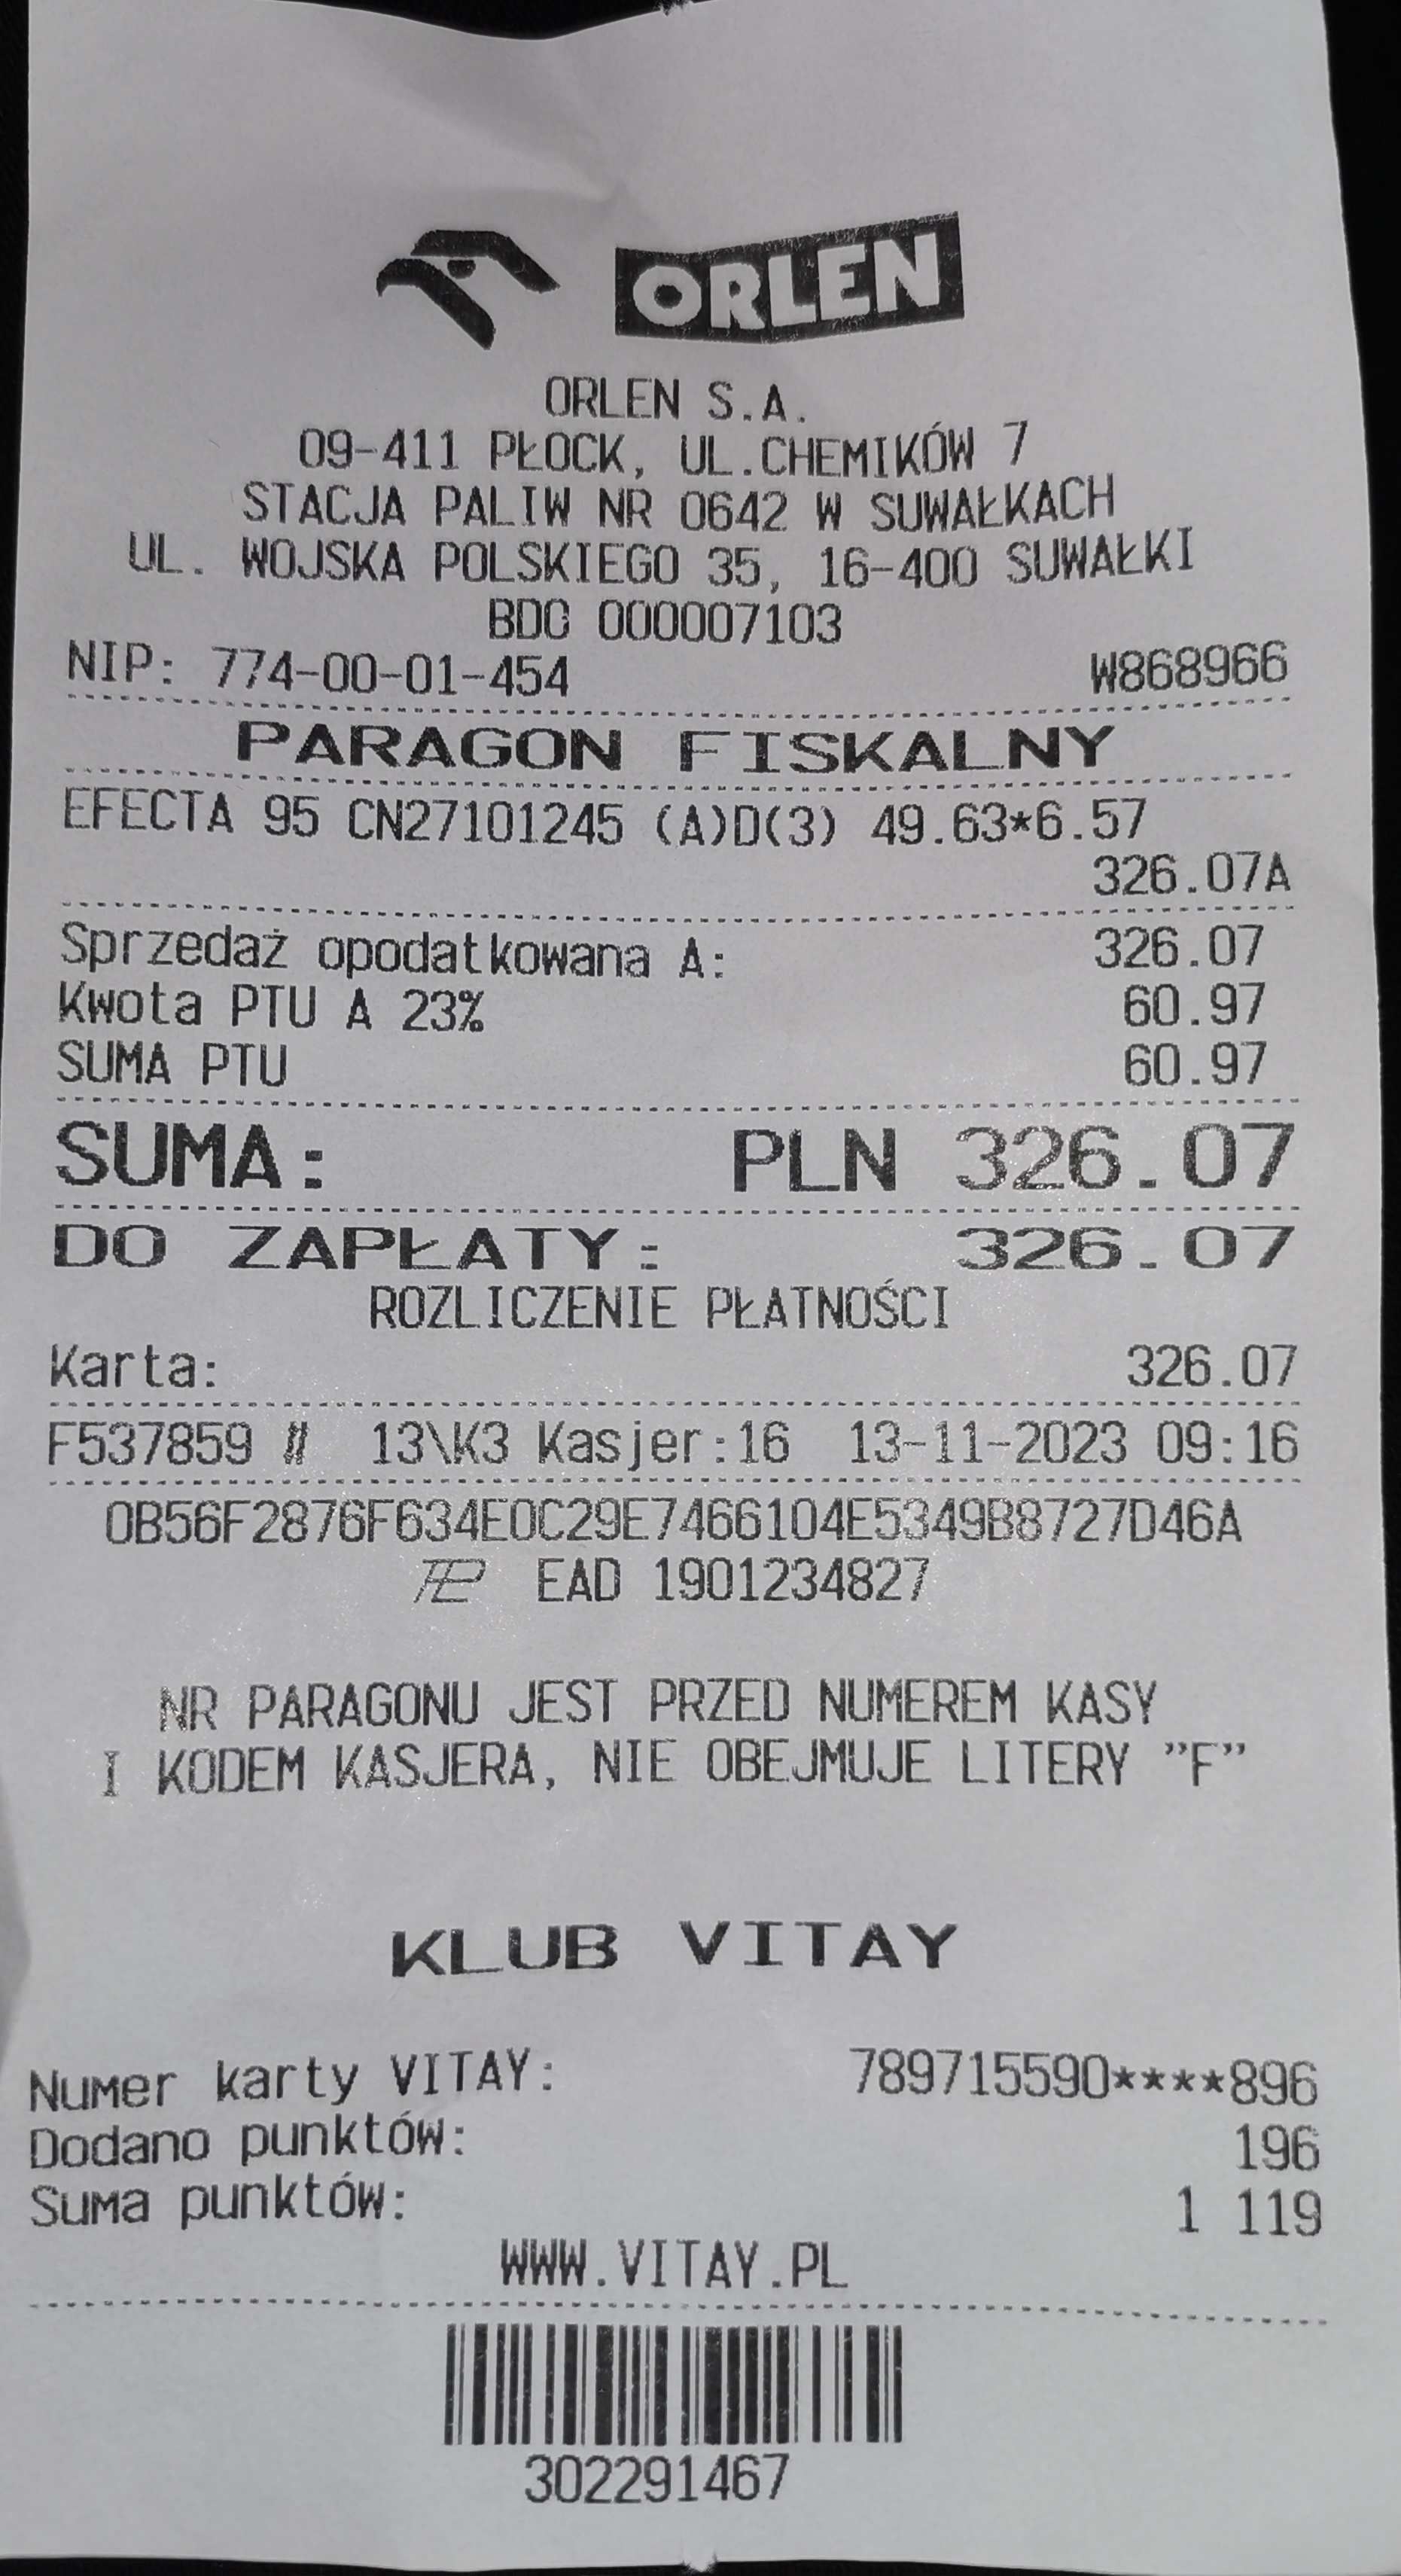 ORLEN
ORLEN S.A.
09-411 PŁOCK, UL.CHEMIKÓW 7
STACJA PALIW NR 0642 W SUWAŁKACH
UL. WOJSKA POLSKIEGO 35, 16-400 SUWAŁKI
BDO 000007103
NIP: 774-00-01-454 W868966
PARAGON FISKALNY
EFECTA 95 CN27101245 (A)D(3) 49.63*6.57
326.07A
Sprzedaż opodatkowana A: 326.07
Kwota PTU A 23% 60.97
SUMA PTU 60.97
SUMA: PLN 326.07
DO ZAPŁATY: 326.07
ROZLICZENIE PŁATNOŚCI
Karta: 326.07
F537859 # 13\K3 Kasjer:16 13-11-2023 09:16
0B56F2876F634E0C29E7466104E5349B8727D46A
EAD 1901234827
NR PARAGONU JEST PRZED NUMEREM KASY
I KODEM KASJERA, NIE OBEJMUJE LITERY "F"
KLUB VITAY
Numer karty VITAY: 789715590****896
Dodano punktów: 196
Suma punktów: 1 119
WWW.VITAY.PL
302291467